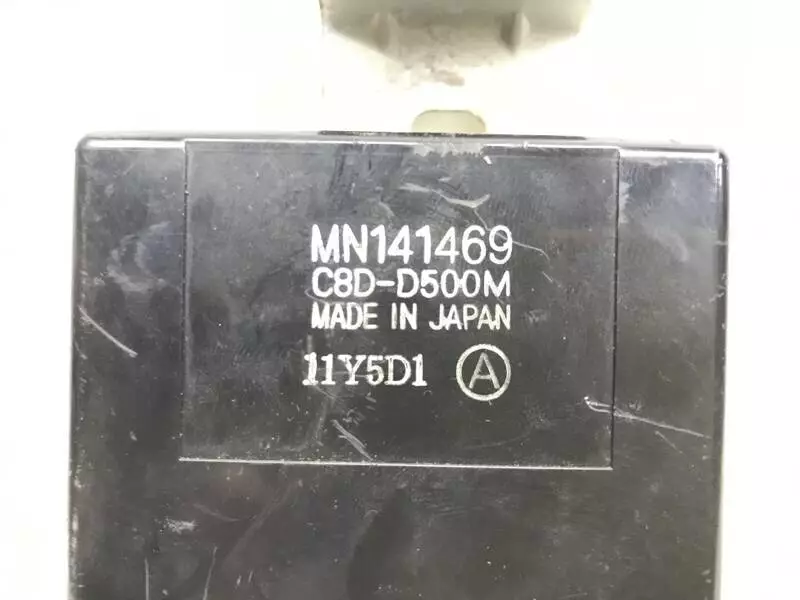 MN141469
C8D-D500M
MADE IN JAPAN
11Y5D1 Ⓐ